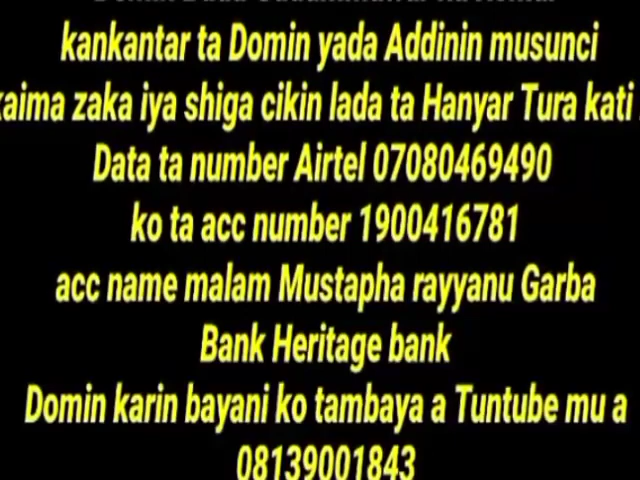 kankantar ta Domin yada Addinin musunci
kaima zaka iya shiga cikin lada ta Hanyar Tura kati
Data ta number Airtel 07080469490
ko ta acc number 1900416781
acc name malam Mustapha rayyanu Garba
Bank Heritage bank
Domin karin bayani ko tambaya a Tuntube mu a
08139001843